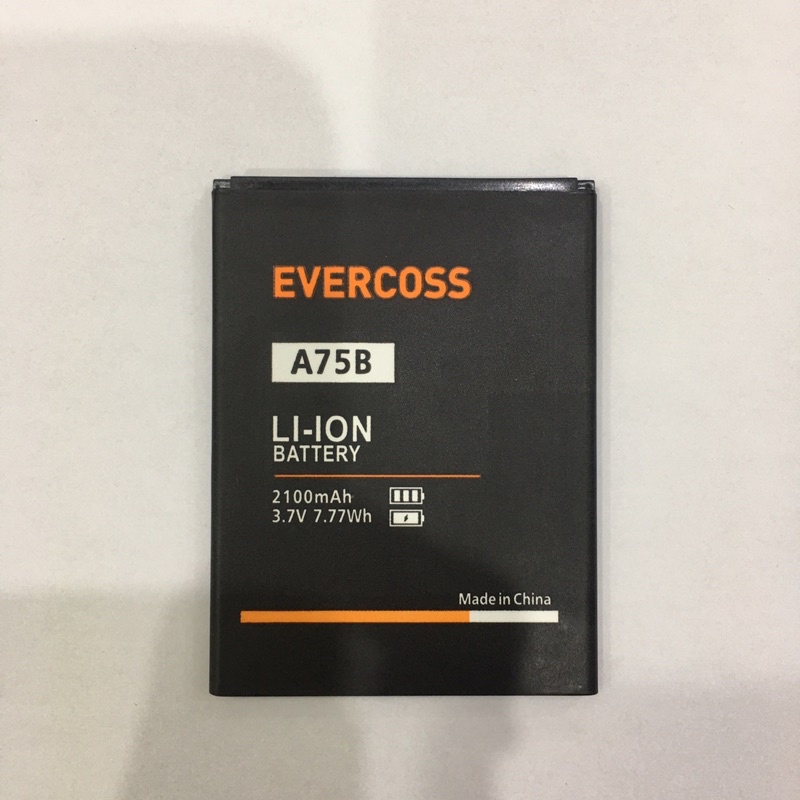 EVERCOSS
A75B
LI-ION
BATTERY
2100mAh
3.7V 7.77Wh
Made in China